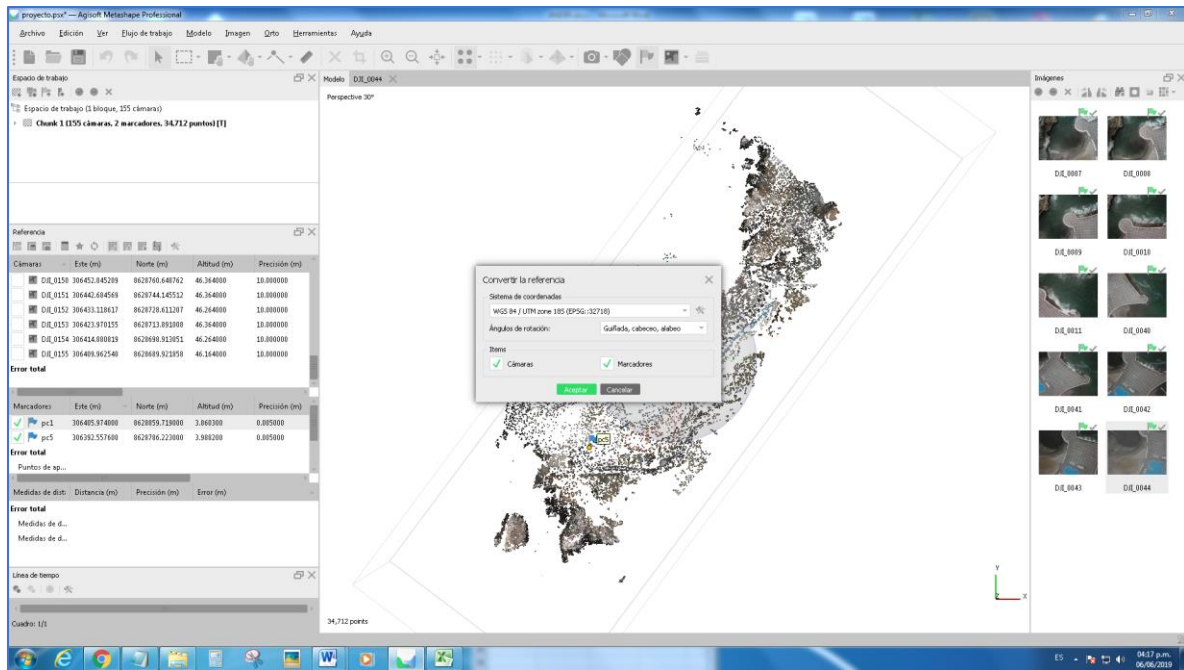 proyecto.psx* — Agisoft Metashape Professional
Archivo Edición Ver Flujo de trabajo Modelo Imagen Orto Herramientas Ayuda
Espacio de trabajo
Espacio de trabajo (1 bloque, 155 cámaras)
Chunk 1 (155 cámaras, 2 marcadores, 34,712 puntos) [T]
Referencia
Cámaras Este (m) Norte (m) Altitud (m) Precisión (m)
DJI_0150 306452.045209 8628760.648762 46.364000 10.000000
DJI_0151 306442.684569 8628744.145512 46.364000 10.000000
DJI_0152 306433.118617 8628728.611207 46.264000 10.000000
DJI_0153 306423.970155 8628713.091008 46.364000 10.000000
DJI_0154 306414.880819 8628698.913051 46.264000 10.000000
DJI_0155 306409.962540 8628689.921858 46.164000 10.000000
Error total
Marcadores Este (m) Norte (m) Altitud (m) Precisión (m)
pc1 306405.974000 8628859.719000 3.060300 0.005000
pc5 306392.557600 8628786.223000 3.988200 0.005000
Error total
Puntos de ap...
Medidas de dist: Distancia (m) Precisión (m) Error (m)
Error total
Medidas de d...
Medidas de d...
Línea de tiempo
Cuadro: 1/1
Modelo DJI_0044
Perspective 30°
Convertir la referencia
Sistema de coordenadas
WGS 84 / UTM zone 18S (EPSG::32718)
Ángulos de rotación: Guiñada, cabeceo, alabeo
Items
Cámaras Marcadores
Aceptar Cancelar
pc5
34,712 points
Y
Z X
Imágenes
DJI_0007 DJI_0008
DJI_0009 DJI_0010
DJI_0011 DJI_0040
DJI_0041 DJI_0042
DJI_0043 DJI_0044
ES 04:17 p.m.
06/06/2019